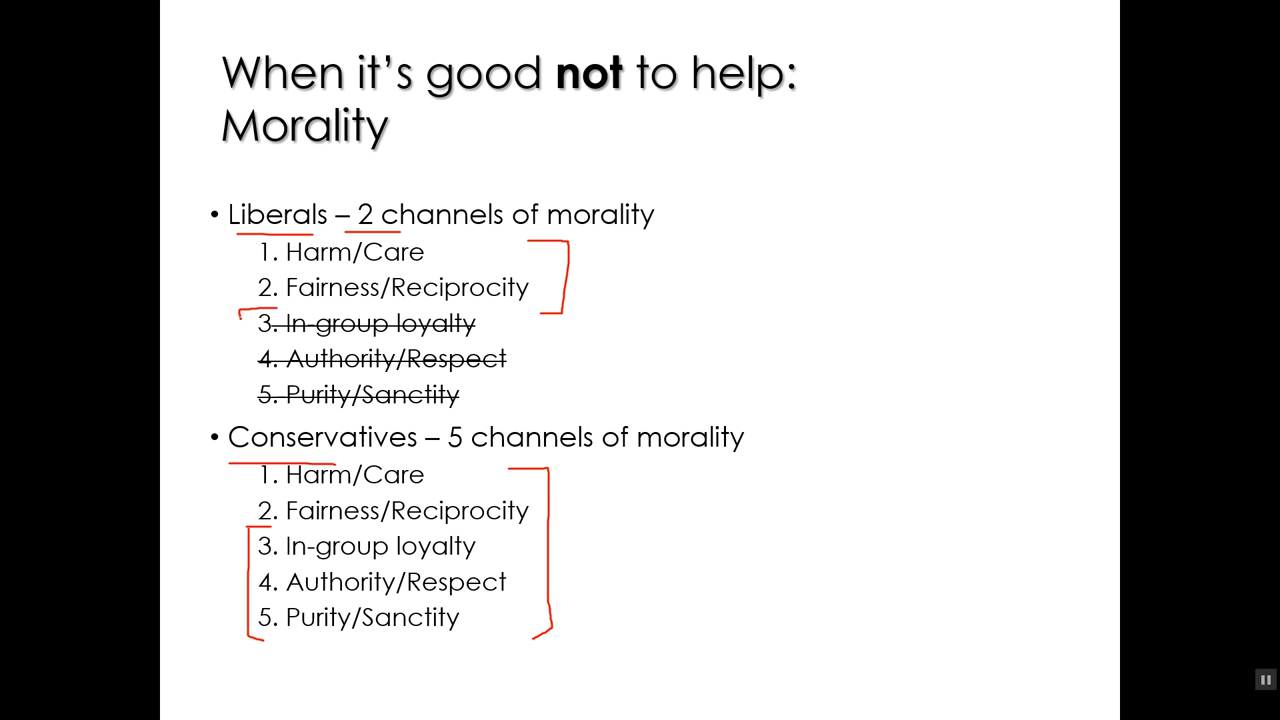 When it's good not to help:
Morality
• Liberals – 2 channels of morality
1. Harm/Care
2. Fairness/Reciprocity
3. In-group loyalty
4. Authority/Respect
5. Purity/Sanctity
• Conservatives – 5 channels of morality
1. Harm/Care
2. Fairness/Reciprocity
3. In-group loyalty
4. Authority/Respect
5. Purity/Sanctity